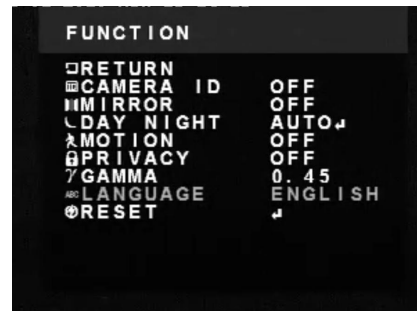 FUNCTION
RETURN
CAMERA ID OFF
MIRROR OFF
DAY NIGHT AUTO↲
MOTION OFF
PRIVACY OFF
γ GAMMA 0.45
ABC LANGUAGE ENGLISH
RESET ↲